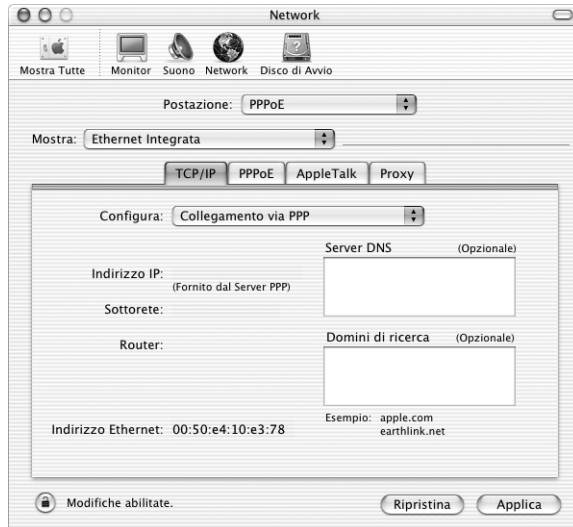 Network
Mostra Tutte Monitor Suono Network Disco di Avvio
Postazione: PPPoE
Mostra: Ethernet Integrata
TCP/IP PPPoE AppleTalk Proxy
Configura: Collegamento via PPP
Server DNS (Opzionale)
Indirizzo IP:
(Fornito dal Server PPP)
Sottorete:
Router:
Domini di ricerca (Opzionale)
Indirizzo Ethernet: 00:50:e4:10:e3:78
Esempio: apple.com
earthlink.net
Modifiche abilitate.
Ripristina Applica